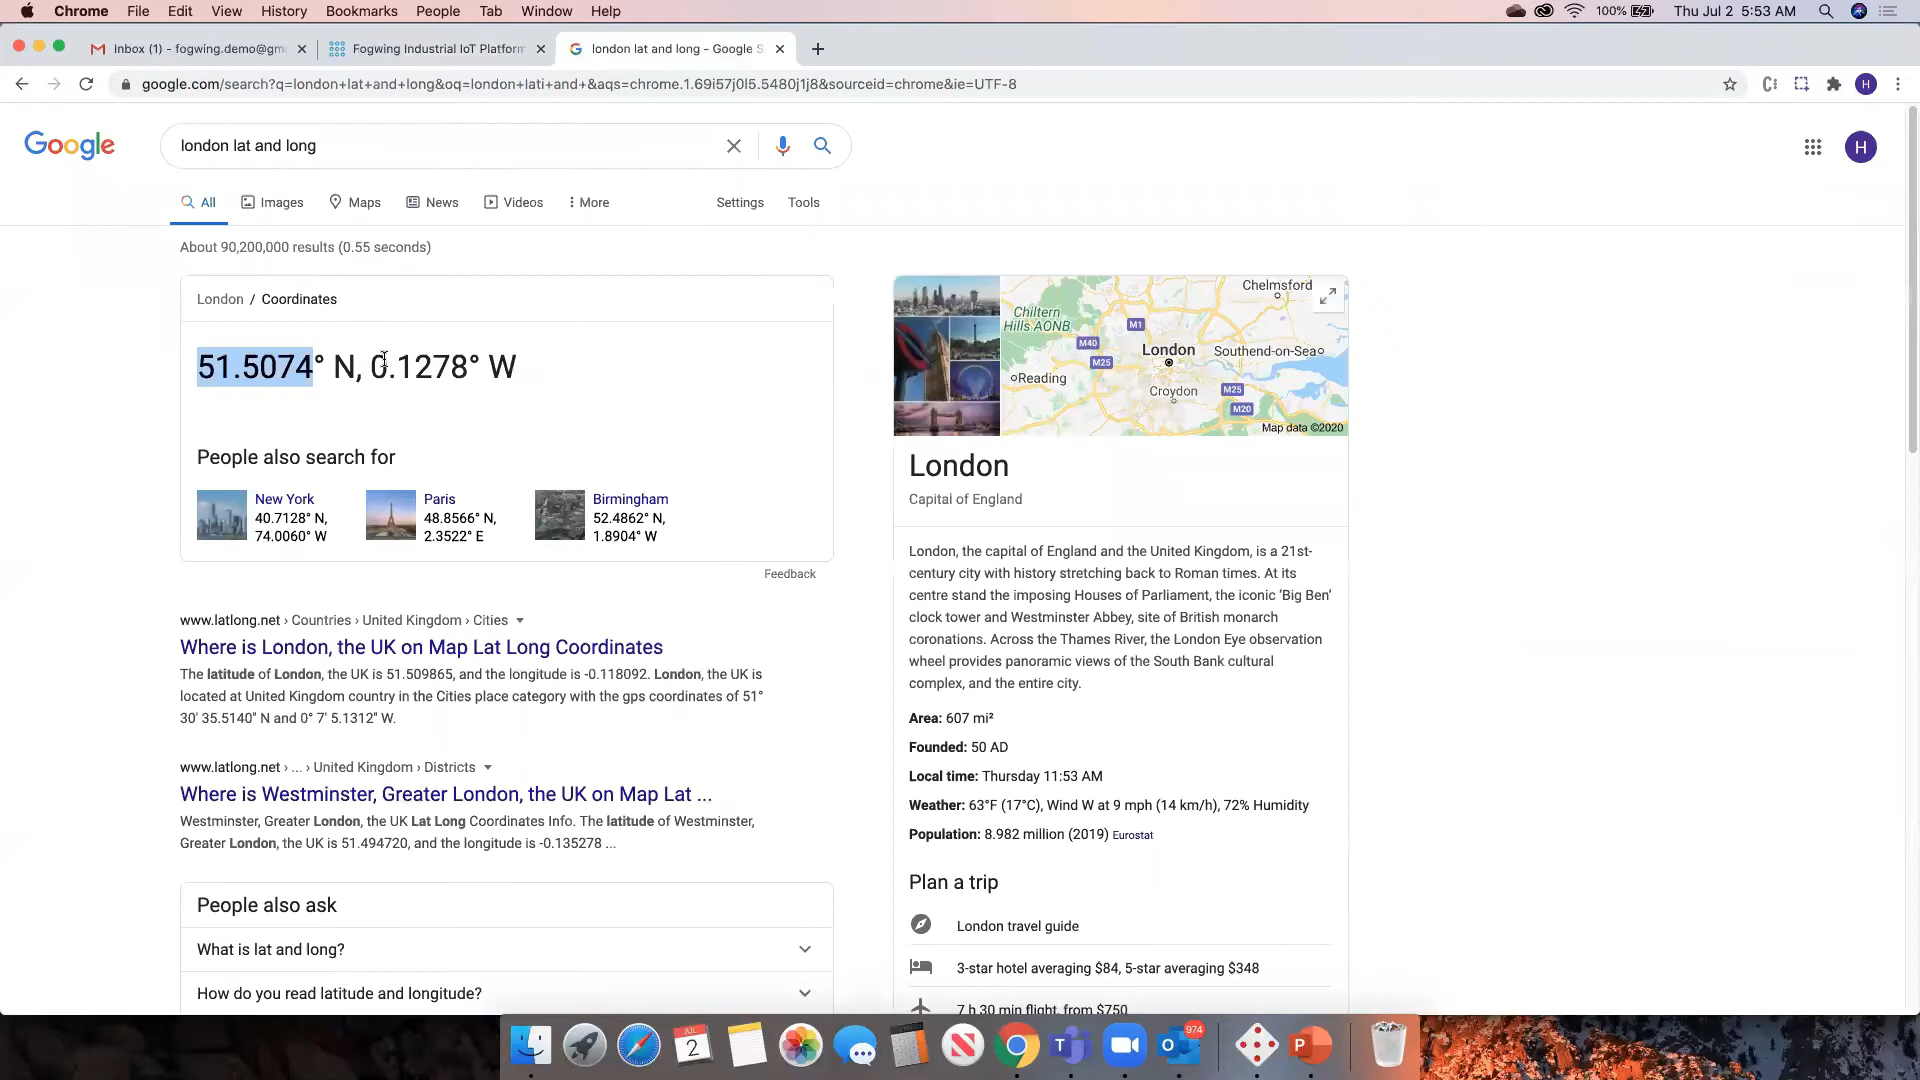 Chrome File Edit View History Bookmarks People Tab Window Help
100% Thu Jul 2 5:53 AM
Inbox (1) - fogwing.demo@gm
Fogwing Industrial IoT Platform
london lat and long - Google S
google.com/search?q=london+lat+and+long&oq=london+lati+and+&aqs=chrome.1.69i57j0l5.5480j1j8&sourceid=chrome&ie=UTF-8
H
Google
london lat and long
H
All Images Maps News Videos More Settings Tools
About 90,200,000 results (0.55 seconds)
London / Coordinates
51.5074° N, 0.1278° W
People also search for
New York
40.7128° N,
74.0060° W
Paris
48.8566° N,
2.3522° E
Birmingham
52.4862° N,
1.8904° W
Feedback
www.latlong.net › Countries › United Kingdom › Cities
Where is London, the UK on Map Lat Long Coordinates
The latitude of London, the UK is 51.509865, and the longitude is -0.118092. London, the UK is
located at United Kingdom country in the Cities place category with the gps coordinates of 51°
30' 35.5140'' N and 0° 7' 5.1312'' W.
www.latlong.net › ... › United Kingdom › Districts
Where is Westminster, Greater London, the UK on Map Lat ...
Westminster, Greater London, the UK Lat Long Coordinates Info. The latitude of Westminster,
Greater London, the UK is 51.494720, and the longitude is -0.135278 ...
People also ask
What is lat and long?
How do you read latitude and longitude?
Chelmsford
Chiltern
Hills AONB
M1
M40
London
Southend-on-Sea
M25
Reading
Croydon
M25
M20
Map data ©2020
London
Capital of England
London, the capital of England and the United Kingdom, is a 21st-
century city with history stretching back to Roman times. At its
centre stand the imposing Houses of Parliament, the iconic ‘Big Ben’
clock tower and Westminster Abbey, site of British monarch
coronations. Across the Thames River, the London Eye observation
wheel provides panoramic views of the South Bank cultural
complex, and the entire city.
Area: 607 mi²
Founded: 50 AD
Local time: Thursday 11:53 AM
Weather: 63°F (17°C), Wind W at 9 mph (14 km/h), 72% Humidity
Population: 8.982 million (2019) Eurostat
Plan a trip
London travel guide
3-star hotel averaging $84, 5-star averaging $348
7 h 30 min flight, from $750
JUL
2
T
O
974
P